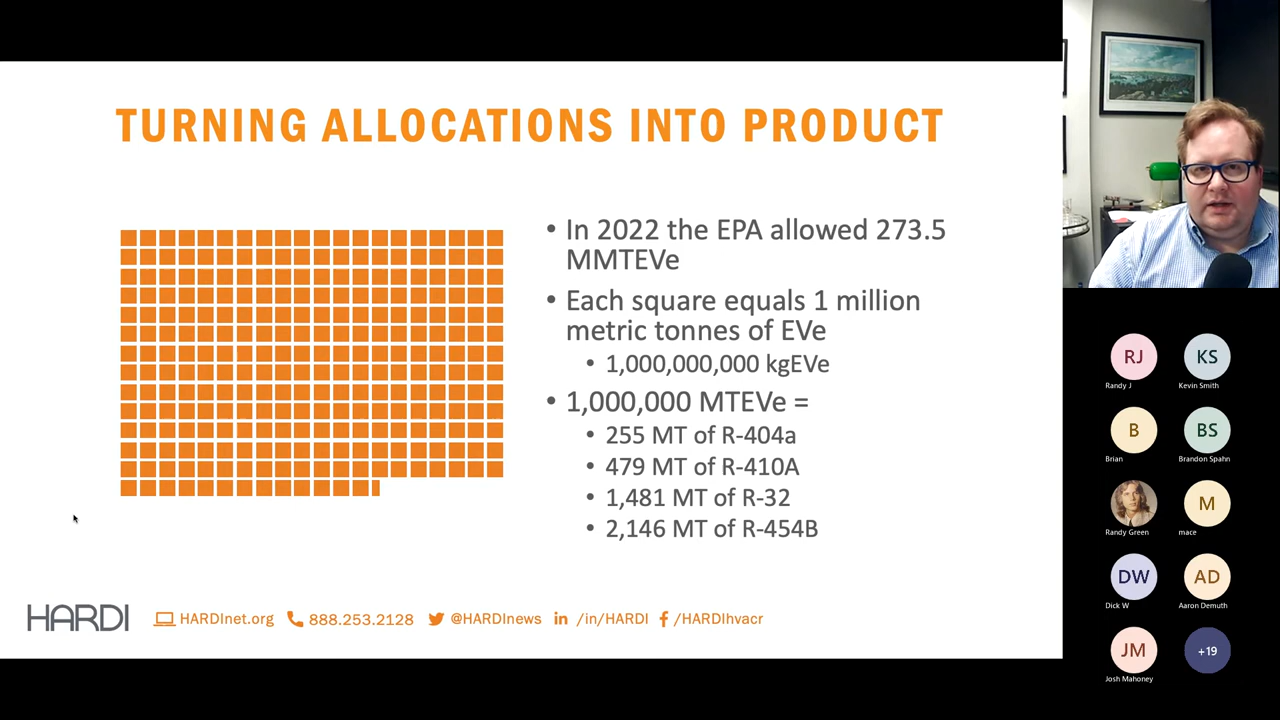 TURNING ALLOCATIONS INTO PRODUCT
• In 2022 the EPA allowed 273.5
MMTEVe
• Each square equals 1 million
metric tonnes of EVe
• 1,000,000,000 kgEVe
• 1,000,000 MTEVe =
• 255 MT of R-404a
• 479 MT of R-410A
• 1,481 MT of R-32
• 2,146 MT of R-454B
HARDI HARDInet.org 888.253.2128 @HARDInews in /in/HARDI f /HARDIhvacr
RJ KS
Randy J Kevin Smith
B BS
Brian Brandon Spahn
M
Randy Green mace
DW AD
Dick W Aaron Demuth
JM +19
Josh Mahoney